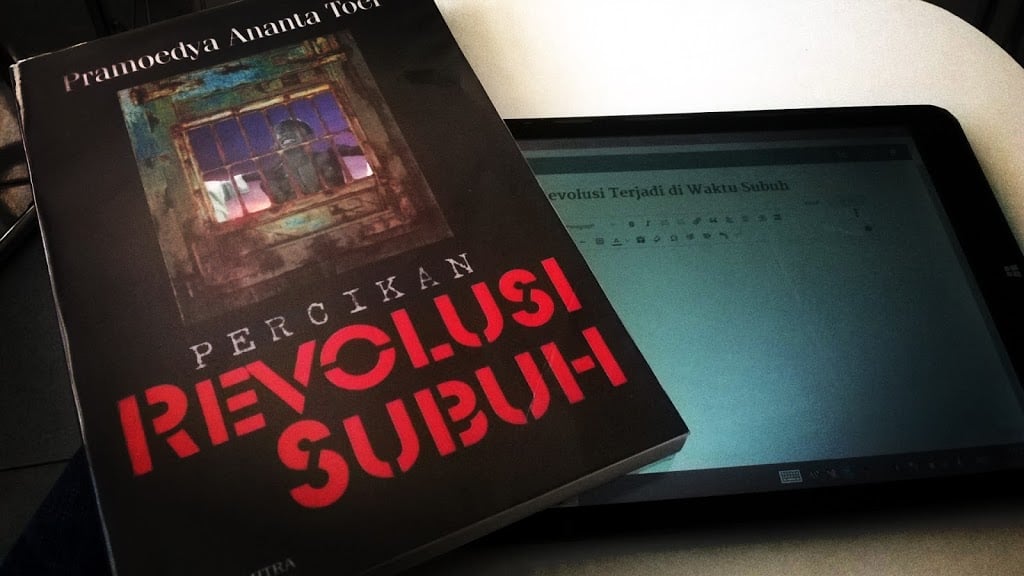 Pramoedya Ananta Toer
PERCIKAN
REVOLUSI
SUBUH
evolusi Terjadi di Waktu Subuh